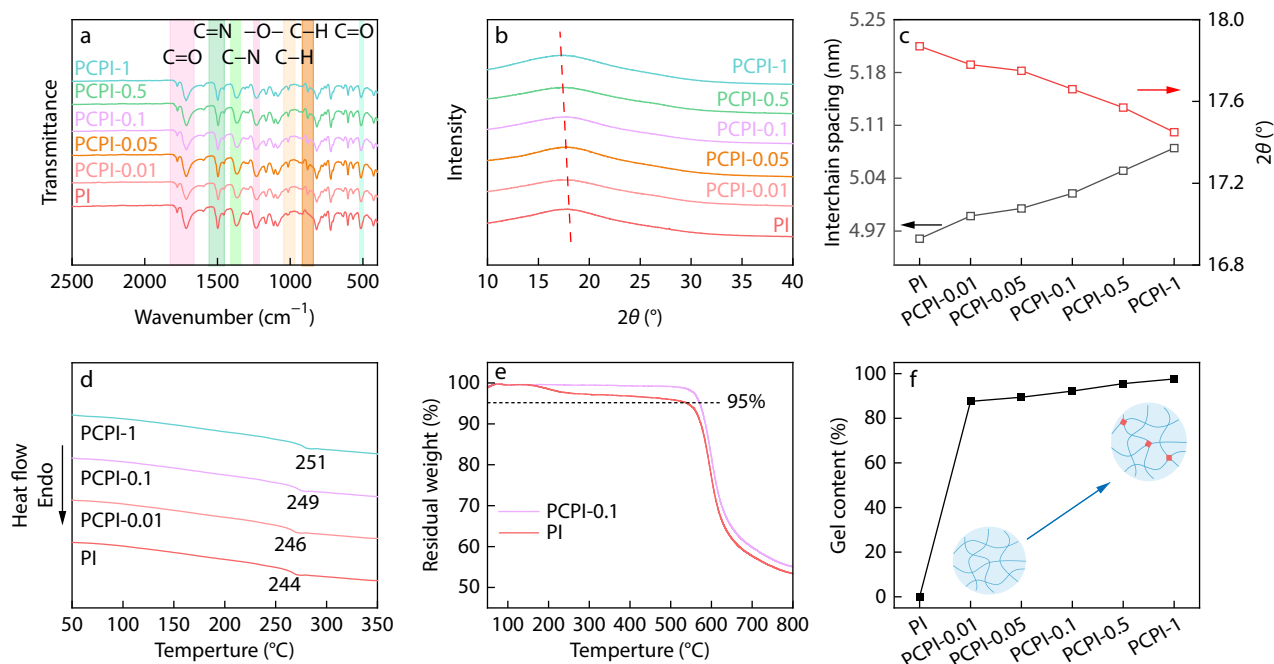 a
C=N −O− C−H C=O
C=O C−N C−H
PCPI-1
PCPI-0.5
PCPI-0.1
PCPI-0.05
PCPI-0.01
PI
Transmittance
2500 2000 1500 1000 500
Wavenumber (cm−1)
b
PCPI-1
PCPI-0.5
PCPI-0.1
PCPI-0.05
PCPI-0.01
PI
Intensity
10 15 20 25 30 35 40
2θ (°)
c
5.25
5.18
5.11
5.04
4.97
Interchain spacing (nm)
18.0
17.6
17.2
16.8
2θ (°)
PI PCPI-0.01 PCPI-0.05 PCPI-0.1 PCPI-0.5 PCPI-1
d
PCPI-1
251
PCPI-0.1
249
PCPI-0.01
246
PI
244
Heat flow
Endo
50 100 150 200 250 300 350
Temperture (°C)
e
100
90
80
70
60
50
95%
PCPI-0.1
PI
Residual weight (%)
100 200 300 400 500 600 700 800
Temperture (°C)
f
100
80
60
40
20
0
Gel content (%)
PI PCPI-0.01 PCPI-0.05 PCPI-0.1 PCPI-0.5 PCPI-1